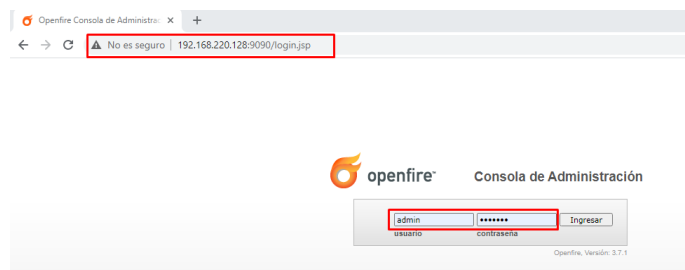 Openfire Consola de Administrac
No es seguro | 192.168.220.128:9090/login.jsp
openfire™ Consola de Administración
admin ••••••• Ingresar
usuario contraseña
Openfire, Versión: 3.7.1